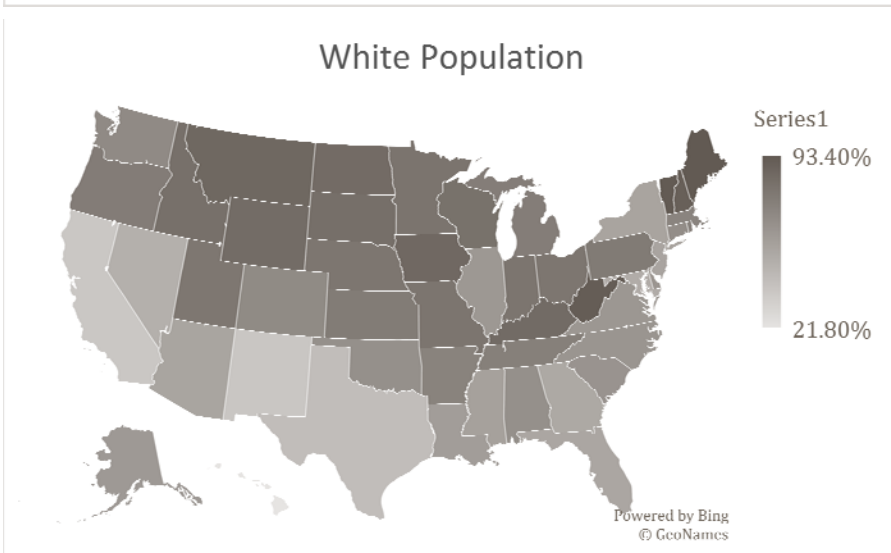 White Population
Series1
93.40%
21.80%
Powered by Bing
© GeoNames